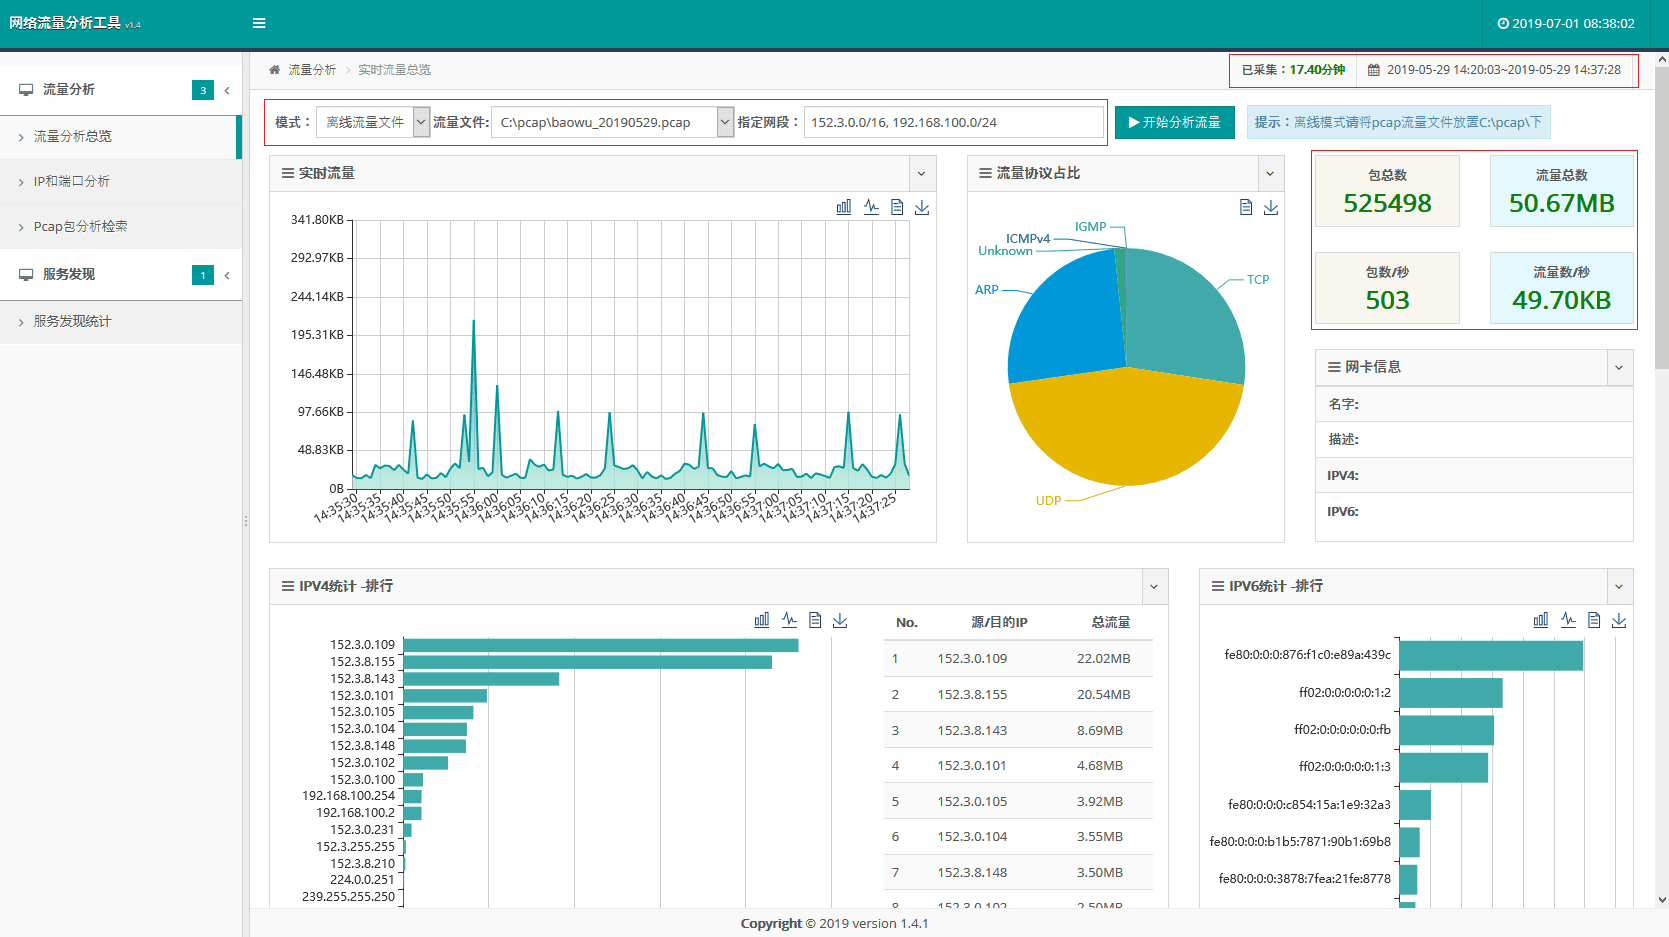 网络流量分析工具 v1.4
2019-07-01 08:38:02
流量分析 3
流量分析总览
IP和端口分析
Pcap包分析检索
服务发现 1
服务发现统计
流量分析 实时流量总览
已采集：17.40分钟 2019-05-29 14:20:03~2019-05-29 14:37:28
模式： 离线流量文件 流量文件: C:\pcap\baowu_20190529.pcap 指定网段： 152.3.0.0/16, 192.168.100.0/24
开始分析流量
提示：离线模式请将pcap流量文件放置C:\pcap\下
实时流量
341.80KB
292.97KB
244.14KB
195.31KB
146.48KB
97.66KB
48.83KB
0B
14:35:30 14:35:35 14:35:40 14:35:45 14:35:50 14:35:55 14:36:00 14:36:05 14:36:10 14:36:15 14:36:20 14:36:25 14:36:30 14:36:35 14:36:40 14:36:45 14:36:50 14:36:55 14:37:00 14:37:05 14:37:10 14:37:15 14:37:20 14:37:25
流量协议占比
IGMP
ICMPv4
Unknown
TCP
ARP
UDP
包总数
525498
流量总数
50.67MB
包数/秒
503
流量数/秒
49.70KB
网卡信息
名字:
描述:
IPV4:
IPV6:
IPV4统计 -排行
152.3.0.109
152.3.8.155
152.3.8.143
152.3.0.101
152.3.0.105
152.3.0.104
152.3.8.148
152.3.0.102
152.3.0.100
192.168.100.254
192.168.100.2
152.3.0.231
152.3.255.255
152.3.8.210
224.0.0.251
239.255.255.250
No. 源/目的IP 总流量
1 152.3.0.109 22.02MB
2 152.3.8.155 20.54MB
3 152.3.8.143 8.69MB
4 152.3.0.101 4.68MB
5 152.3.0.105 3.92MB
6 152.3.0.104 3.55MB
7 152.3.8.148 3.50MB
8 152.3.0.102 2.50MB
IPV6统计 -排行
fe80:0:0:0:876:f1c0:e89a:439c
ff02:0:0:0:0:0:1:2
ff02:0:0:0:0:0:0:fb
ff02:0:0:0:0:0:1:3
fe80:0:0:0:c854:15a:1e9:32a3
fe80:0:0:0:b1b5:7871:90b1:69b8
fe80:0:0:0:3878:7fea:21fe:8778
Copyright © 2019 version 1.4.1